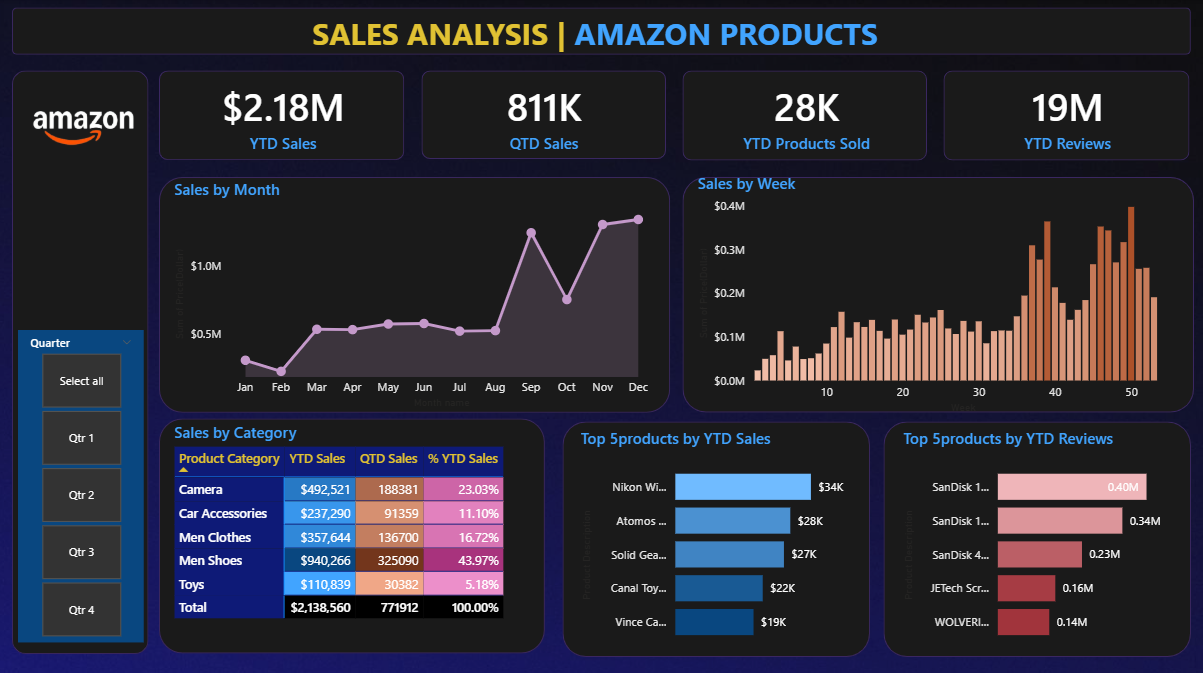 SALES ANALYSIS | AMAZON PRODUCTS
amazon
$2.18M
YTD Sales
811K
QTD Sales
28K
YTD Products Sold
19M
YTD Reviews
Quarter
Select all
Qtr 1
Qtr 2
Qtr 3
Qtr 4
Sales by Month
$1.0M
$0.5M
Jan Feb Mar Apr May Jun Jul Aug Sep Oct Nov Dec
Month name
Sales by Week
$0.4M
$0.3M
$0.2M
$0.1M
$0.0M
10 20 30 40 50
Sales by Category
Product Category YTD Sales QTD Sales % YTD Sales
Camera $492,521 188381 23.03%
Car Accessories $237,290 91359 11.10%
Men Clothes $357,644 136700 16.72%
Men Shoes $940,266 325090 43.97%
Toys $110,839 30382 5.18%
Total $2,138,560 771912 100.00%
Top 5products by YTD Sales
Product Description
Nikon Wi... $34K
Atomos ... $28K
Solid Gea... $27K
Canal Toy... $22K
Vince Ca... $19K
Top 5products by YTD Reviews
Product Description
SanDisk 1... 0.40M
SanDisk 1... 0.34M
SanDisk 4... 0.23M
JETech Scr... 0.16M
WOLVERI... 0.14M